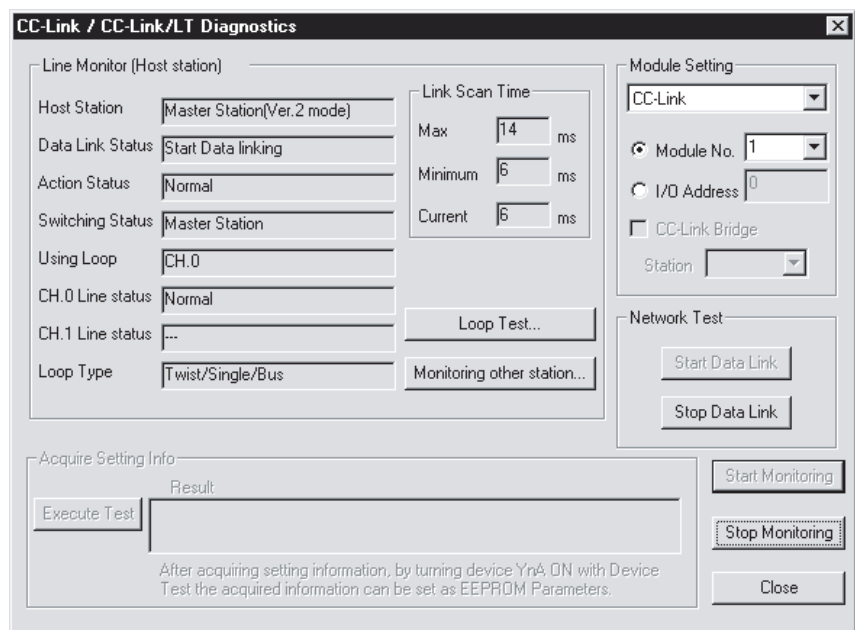 CC-Link / CC-Link/LT Diagnostics
Line Monitor (Host station)
Host Station Master Station(Ver.2 mode)
Data Link Status Start Data linking
Action Status Normal
Switching Status Master Station
Using Loop CH.0
CH.0 Line status Normal
CH.1 Line status ---
Loop Type Twist/Single/Bus
Link Scan Time
Max 14 ms
Minimum 6 ms
Current 6 ms
Loop Test...
Monitoring other station...
Module Setting
CC-Link
Module No. 1
I/O Address 0
CC-Link Bridge
Station
Network Test
Start Data Link
Stop Data Link
Acquire Setting Info
Result
Execute Test
After acquiring setting information, by turning device YnA ON with Device
Test the acquired information can be set as EEPROM Parameters.
Start Monitoring
Stop Monitoring
Close